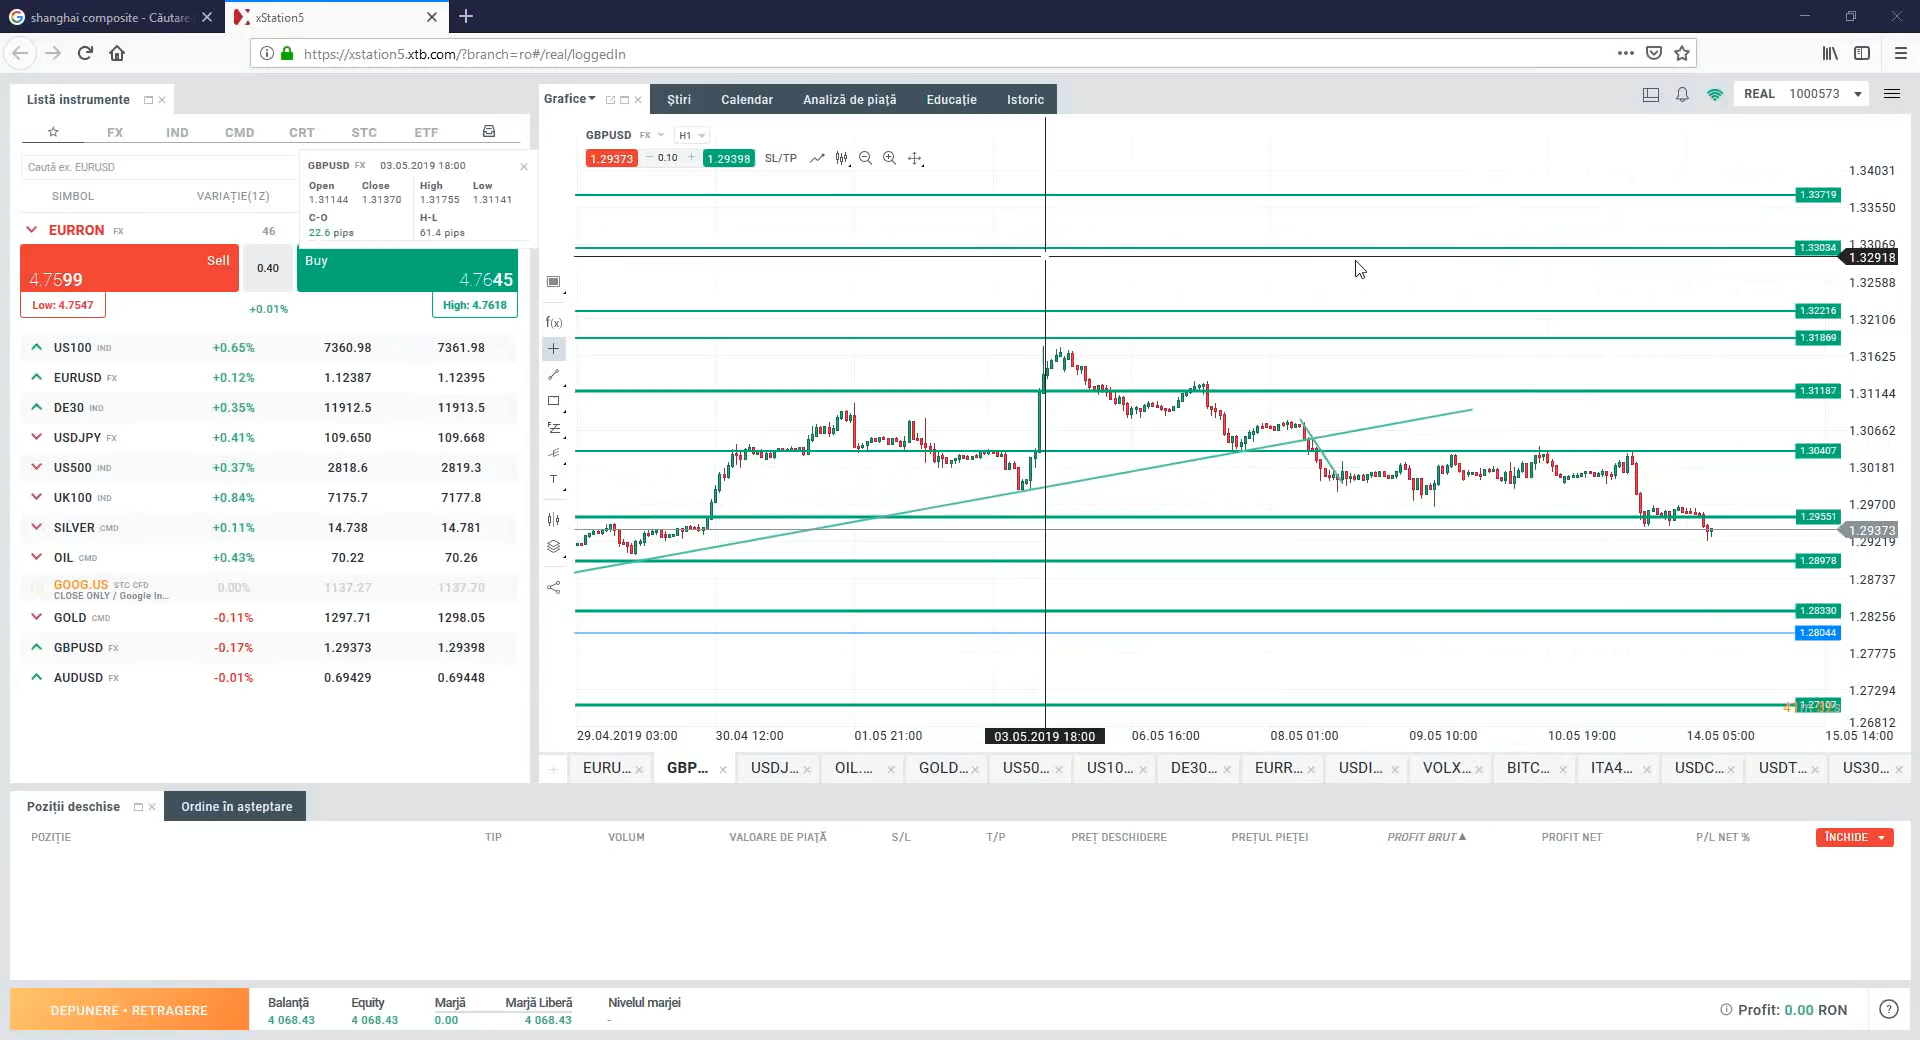 shanghai composite - Căutare
xStation5
https://xstation5.xtb.com/?branch=ro#/real/loggedIn
Listă instrumente
FX IND CMD CRT STC ETF
Caută ex. EURUSD
SIMBOL VARIAȚIE(1Z)
GBPUSD FX 03.05.2019 18:00
Open Close High Low
1.31144 1.31370 1.31755 1.31141
C-O H-L
22.6 pips 61.4 pips
EURRON FX 46
Sell 0.40 Buy
4.7599 4.7645
Low: 4.7547 +0.01% High: 4.7618
US100 IND +0.65% 7360.98 7361.98
EURUSD FX +0.12% 1.12387 1.12395
DE30 IND +0.35% 11912.5 11913.5
USDJPY FX +0.41% 109.650 109.668
US500 IND +0.37% 2818.6 2819.3
UK100 IND +0.84% 7175.7 7177.8
SILVER CMD +0.11% 14.738 14.781
OIL CMD +0.43% 70.22 70.26
GOOG.US STC CFD 0.00% 1137.27 1137.70
CLOSE ONLY / Google In...
GOLD CMD -0.11% 1297.71 1298.05
GBPUSD FX -0.17% 1.29373 1.29398
AUDUSD FX -0.01% 0.69429 0.69448
Grafice Știri Calendar Analiză de piață Educație Istoric
REAL 1000573
GBPUSD FX H1
1.29373 0.10 1.29398 SL/TP
f(x)
T
1.34031
1.33719
1.33550
1.33069
1.33034
1.32918
1.32588
1.32216
1.32106
1.31869
1.31625
1.31187
1.31144
1.30662
1.30407
1.30181
1.29700
1.29551
1.29373
1.29219
1.28978
1.28737
1.28330
1.28256
1.28044
1.27775
1.27294
1.26812
29.04.2019 03:00 30.04 12:00 01.05 21:00 03.05.2019 18:00 06.05 16:00 08.05 01:00 09.05 10:00 10.05 19:00 14.05 05:00 15.05 14:00
EURU... GBP... USDJ... OIL.... GOLD... US50... US10... DE30... EURR... USDI... VOLX... BITC... ITA4... USDC... USDT... US30...
Poziții deschise Ordine în așteptare
POZIȚIE TIP VOLUM VALOARE DE PIAȚĂ S/L T/P PREȚ DESCHIDERE PREȚUL PIEȚEI PROFIT BRUT PROFIT NET P/L NET % ÎNCHIDE
DEPUNERE • RETRAGERE
Balanță Equity Marjă Marjă Liberă Nivelul marjei
4 068.43 4 068.43 0.00 4 068.43 -
Profit: 0.00 RON